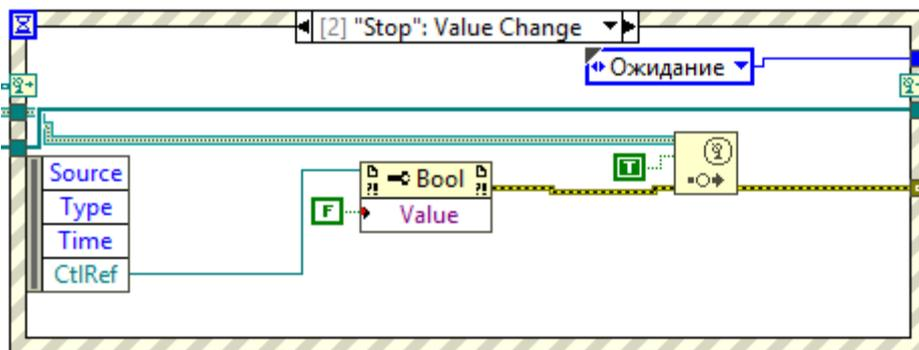 [2] "Stop": Value Change
Ожидание
Source
Type
Time
CtlRef
Bool
Value
F
T
?!
?!